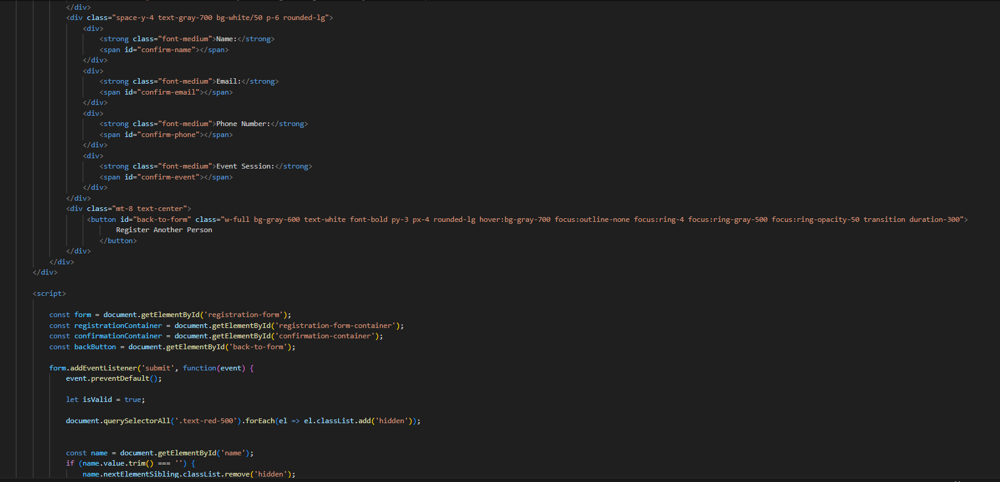 </div>
<div class="space-y-4 text-gray-700 bg-white/50 p-6 rounded-lg">
<div>
<strong class="font-medium">Name:</strong>
<span id="confirm-name"></span>
</div>
<div>
<strong class="font-medium">Email:</strong>
<span id="confirm-email"></span>
</div>
<div>
<strong class="font-medium">Phone Number:</strong>
<span id="confirm-phone"></span>
</div>
<div>
<strong class="font-medium">Event Session:</strong>
<span id="confirm-event"></span>
</div>
</div>
<div class="mt-8 text-center">
<button id="back-to-form" class="w-full bg-gray-600 text-white font-bold py-3 px-4 rounded-lg hover:bg-gray-700 focus:outline-none focus:ring-4 focus:ring-gray-500 focus:ring-opacity-50 transition duration-300">
Register Another Person
</button>
</div>
</div>
</div>
<script>
const form = document.getElementById('registration-form');
const registrationContainer = document.getElementById('registration-form-container');
const confirmationContainer = document.getElementById('confirmation-container');
const backButton = document.getElementById('back-to-form');
form.addEventListener('submit', function(event) {
event.preventDefault();
let isValid = true;
document.querySelectorAll('.text-red-500').forEach(el => el.classList.add('hidden'));
const name = document.getElementById('name');
if (name.value.trim() === '') {
name.nextElementSibling.classList.remove('hidden');